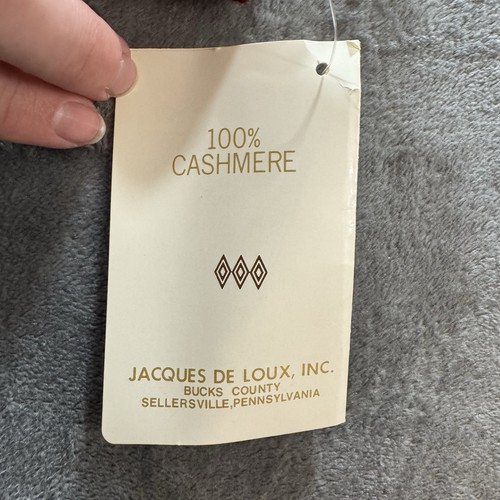 100%
CASHMERE
JACQUES DE LOUX, INC.
BUCKS COUNTY
SELLERSVILLE,PENNSYLVANIA